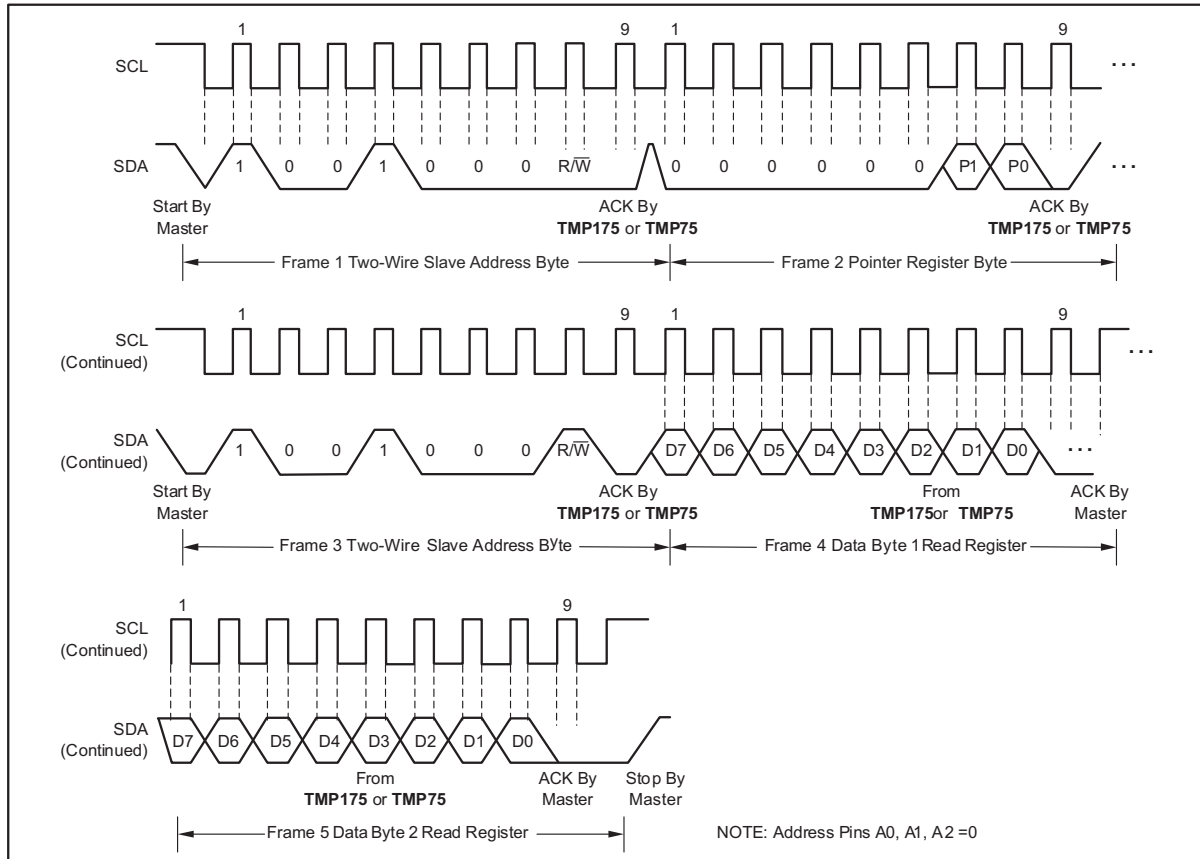 1 9 1 9
SCL ...
SDA 1 0 0 1 0 0 0 R/W̅ 0 0 0 0 0 0 P1 P0 ...
Start By Master
ACK By TMP175 or TMP75
ACK By TMP175 or TMP75
Frame 1 Two-Wire Slave Address Byte
Frame 2 Pointer Register Byte
1 9 1 9
SCL (Continued) ...
SDA (Continued) 1 0 0 1 0 0 0 R/W̅ D7 D6 D5 D4 D3 D2 D1 D0 ...
Start By Master
ACK By TMP175 or TMP75
From TMP175or TMP75
ACK By Master
Frame 3 Two-Wire Slave Address Byte
Frame 4 Data Byte 1 Read Register
1 9
SCL (Continued)
SDA (Continued) D7 D6 D5 D4 D3 D2 D1 D0
From TMP175 or TMP75
ACK By Master
Stop By Master
Frame 5 Data Byte 2 Read Register
NOTE: Address Pins A0, A1, A2 =0